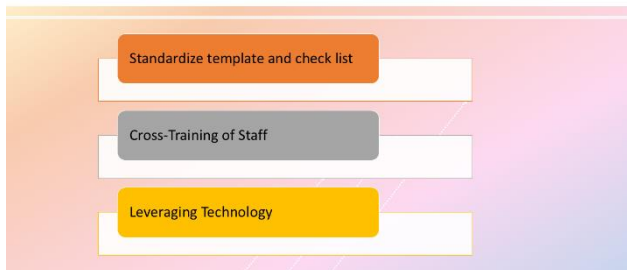 Standardize template and check list
Cross-Training of Staff
Leveraging Technology